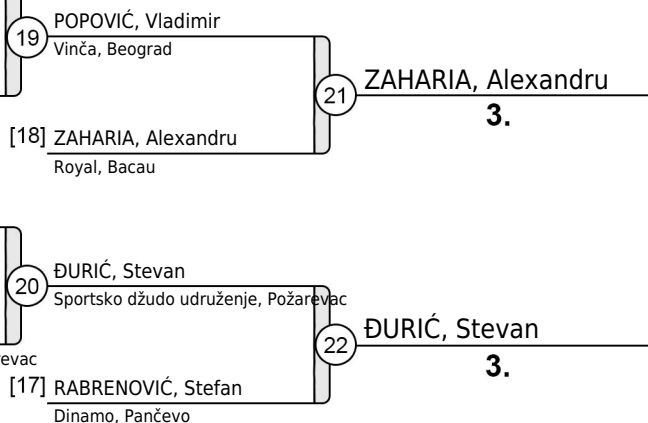 19
POPOVIĆ, Vladimir
Vinča, Beograd
21
ZAHARIA, Alexandru
3.
[18] ZAHARIA, Alexandru
Royal, Bacau
20
ĐURIĆ, Stevan
Sportsko džudo udruženje, Požarevac
22
ĐURIĆ, Stevan
3.
evac
[17] RABRENOVIĆ, Stefan
Dinamo, Pančevo